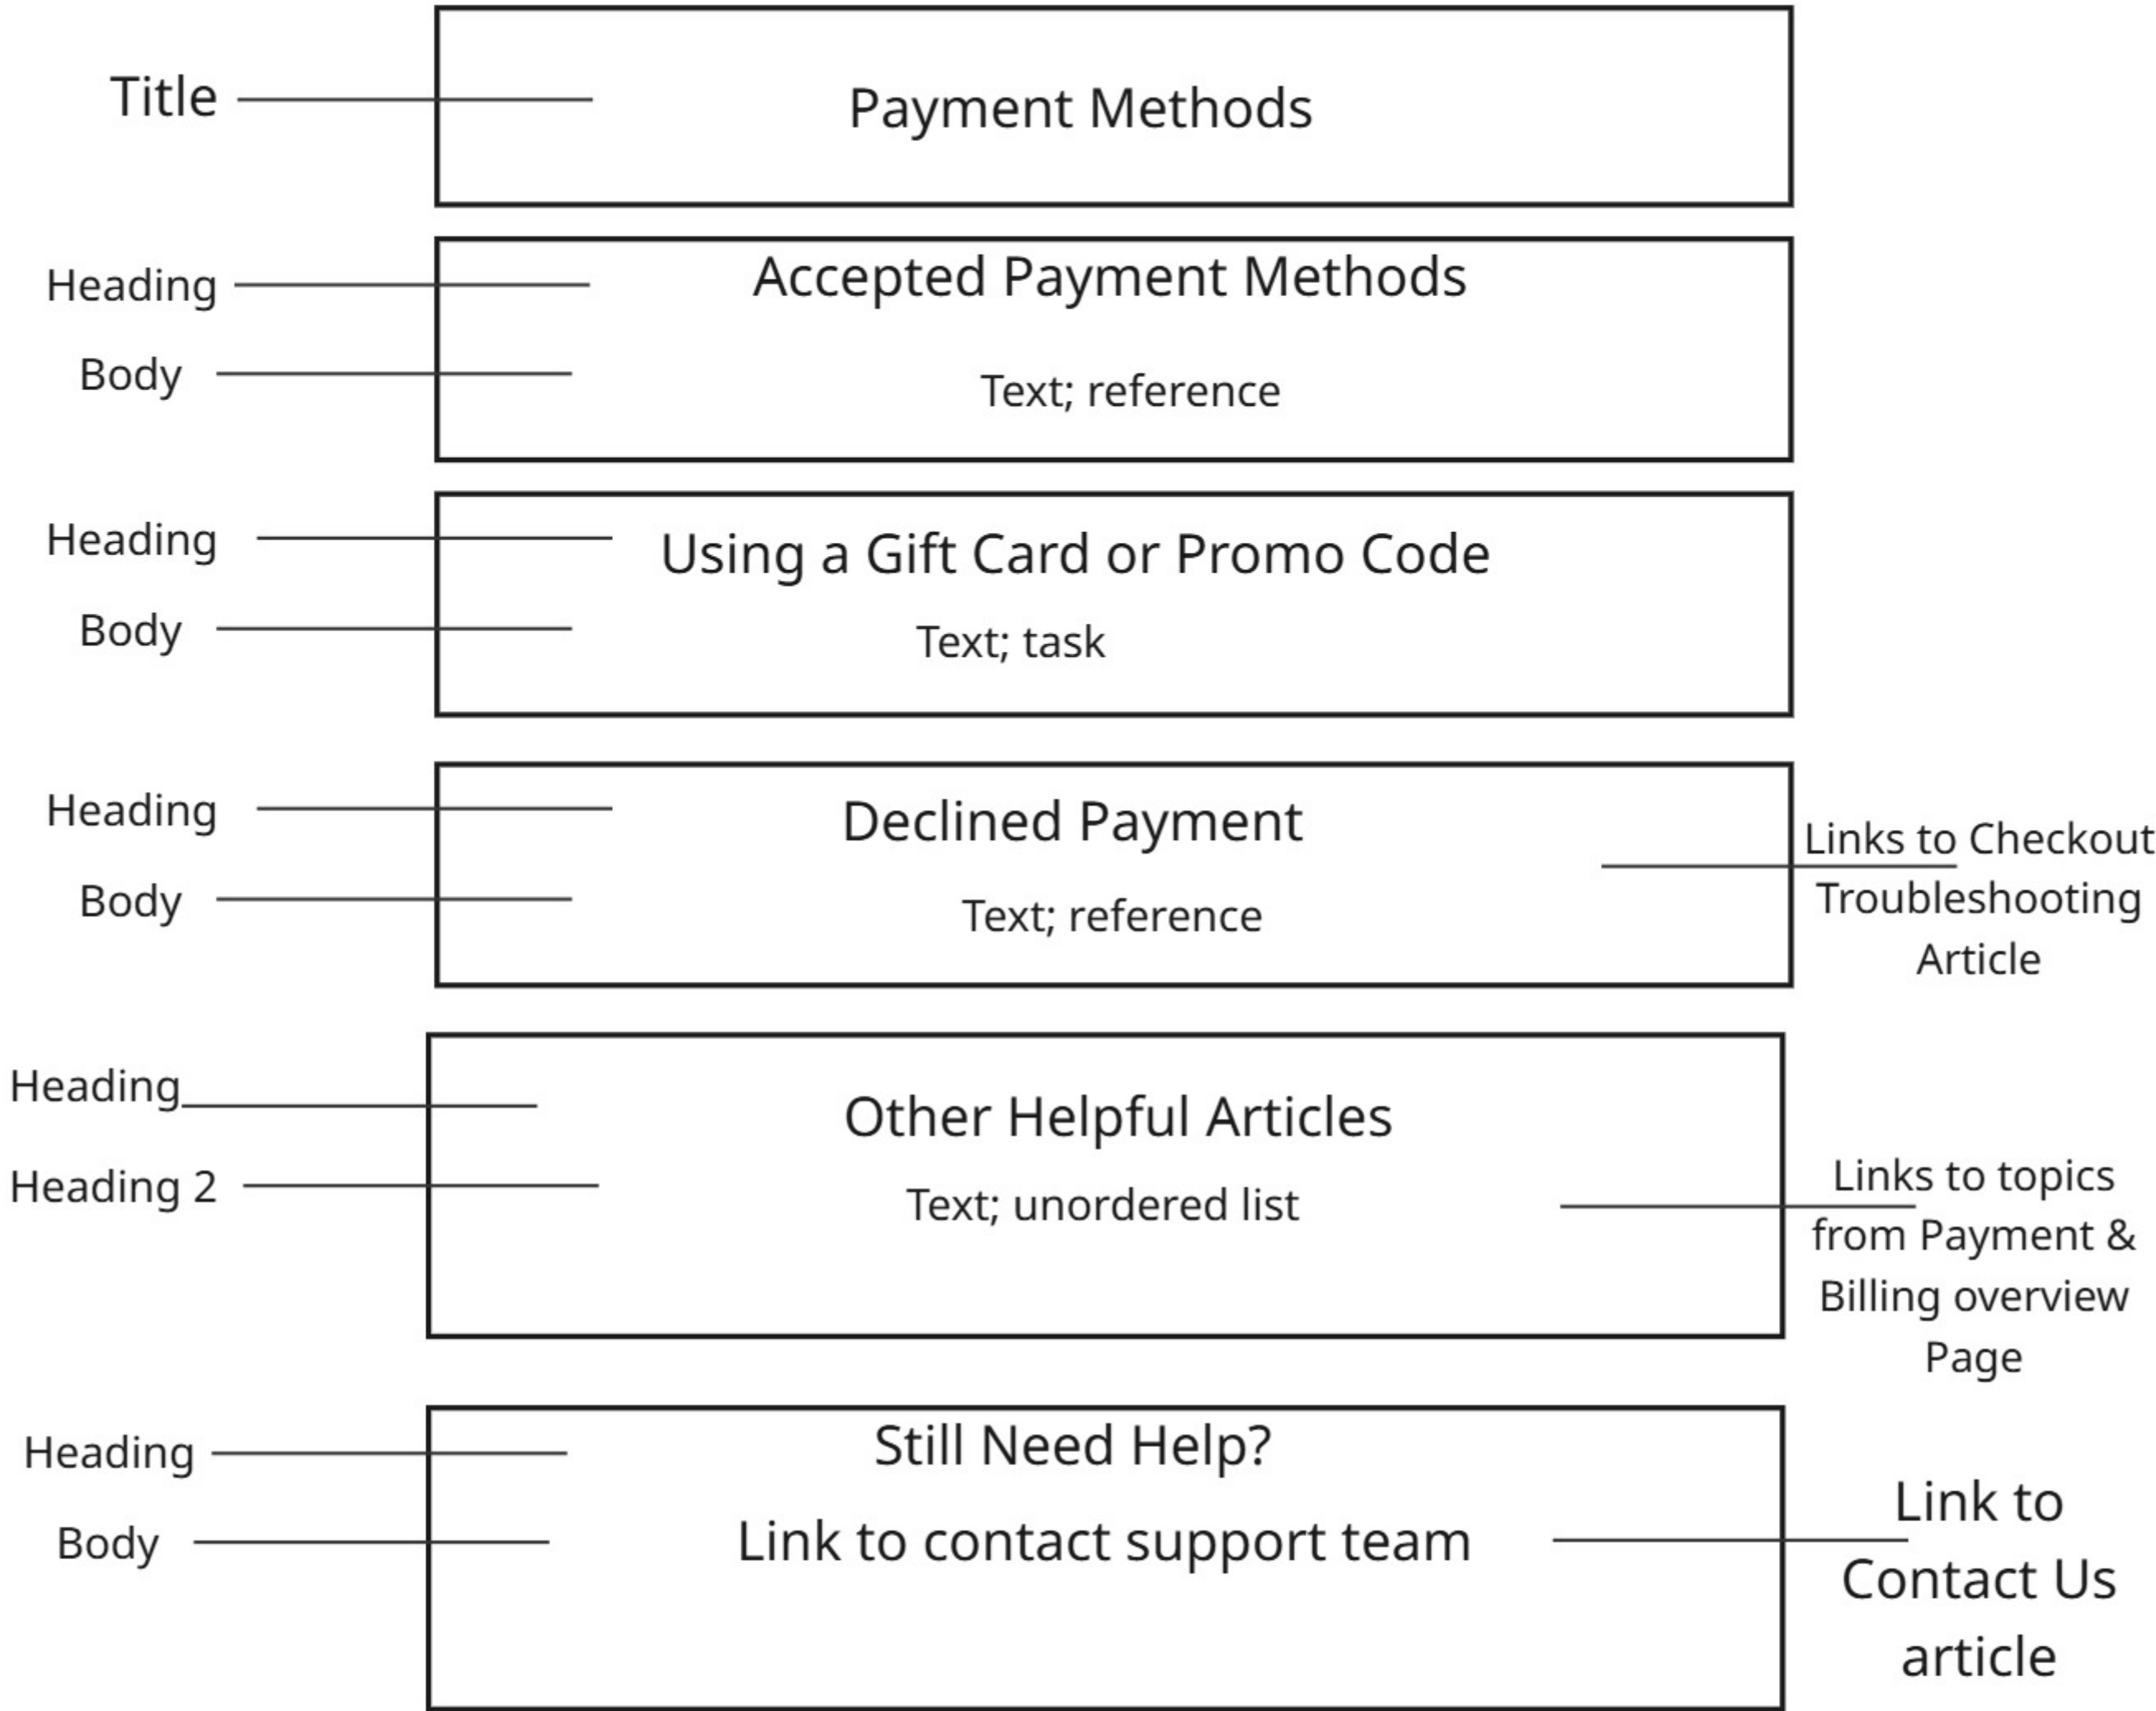 Title
Payment Methods
Heading
Accepted Payment Methods
Body
Text; reference
Heading
Using a Gift Card or Promo Code
Body
Text; task
Heading
Declined Payment
Body
Text; reference
Links to Checkout
Troubleshooting
Article
Heading
Other Helpful Articles
Heading 2
Text; unordered list
Links to topics
from Payment &
Billing overview
Page
Heading
Still Need Help?
Body
Link to contact support team
Link to
Contact Us
article